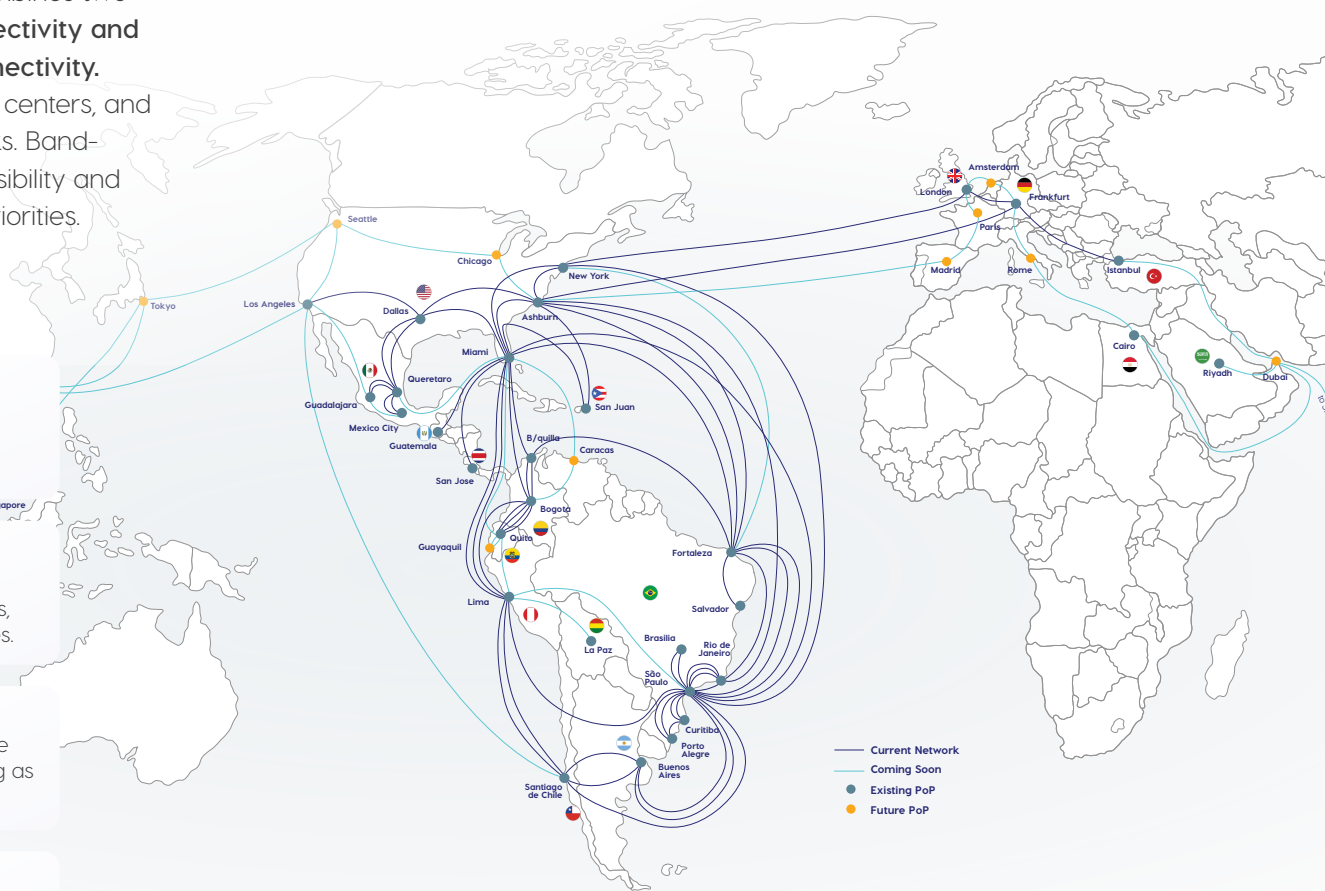 ectivity and
nectivity.
centers, and
s. Band-
sibility and
iorities.
Seattle
Chicago
New York
Tokyo
Los Angeles
Dallas
Ashburn
Miami
Queretaro
Guadalajara
San Juan
Mexico City
Guatemala
B/quilla
Caracas
San Jose
Bogota
Quito
Guayaquil
Fortaleza
Lima
Salvador
Brasilia
Rio de
Janeiro
La Paz
São
Paulo
Curitiba
Porto
Alegre
Buenos
Aires
Santiago
de Chile
Amsterdam
London
Frankfurt
Paris
Madrid
Rome
Istanbul
Cairo
Riyadh
Dubai
apore
s,
es.
e
g as
Current Network
Coming Soon
Existing PoP
Future PoP